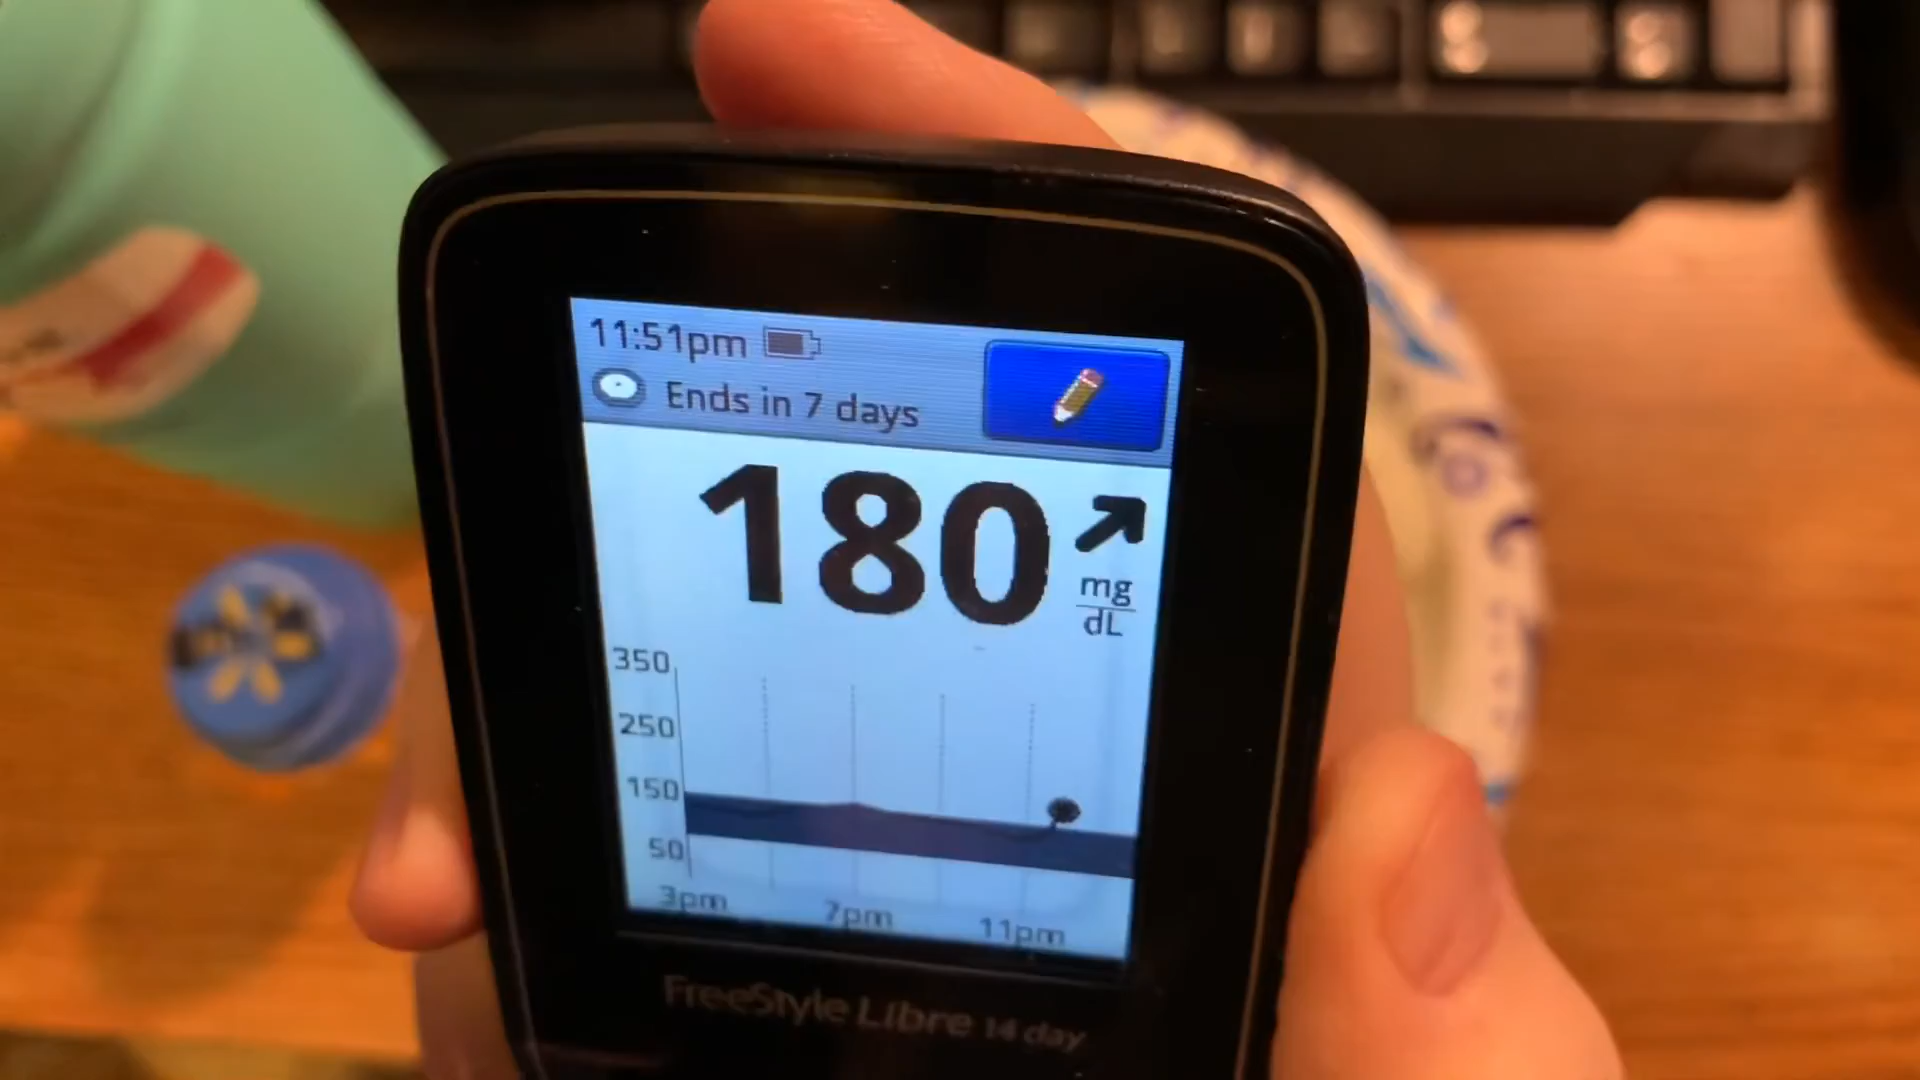 11:51pm
Ends in 7 days
180
mg
dL
350
250
150
50
3pm 7pm 11pm
FreeStyle Libre 14 day